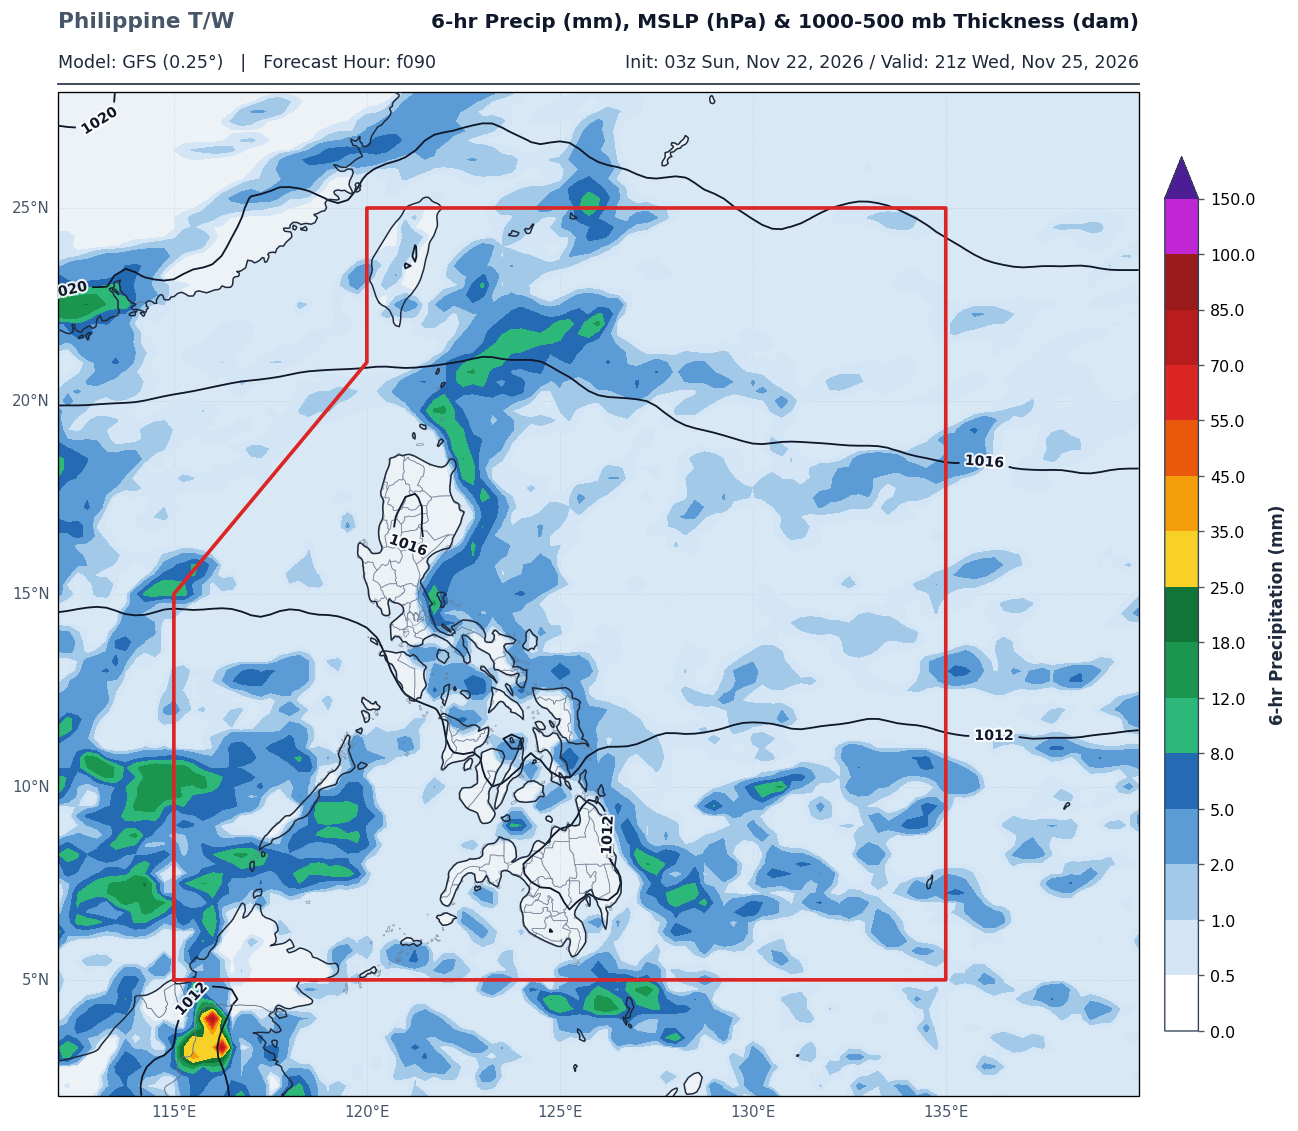 Philippine T/W
6-hr Precip (mm), MSLP (hPa) & 1000-500 mb Thickness (dam)
Model: GFS (0.25°)   |   Forecast Hour: f090
Init: 03z Sun, Nov 22, 2026 / Valid: 21z Wed, Nov 25, 2026
1020
25°N
020
20°N
1016
1016
15°N
1012
10°N
1012
5°N
1012
115°E
120°E
125°E
130°E
135°E
150.0
100.0
85.0
70.0
55.0
45.0
35.0
25.0
18.0
12.0
8.0
5.0
2.0
1.0
0.5
0.0
6-hr Precipitation (mm)